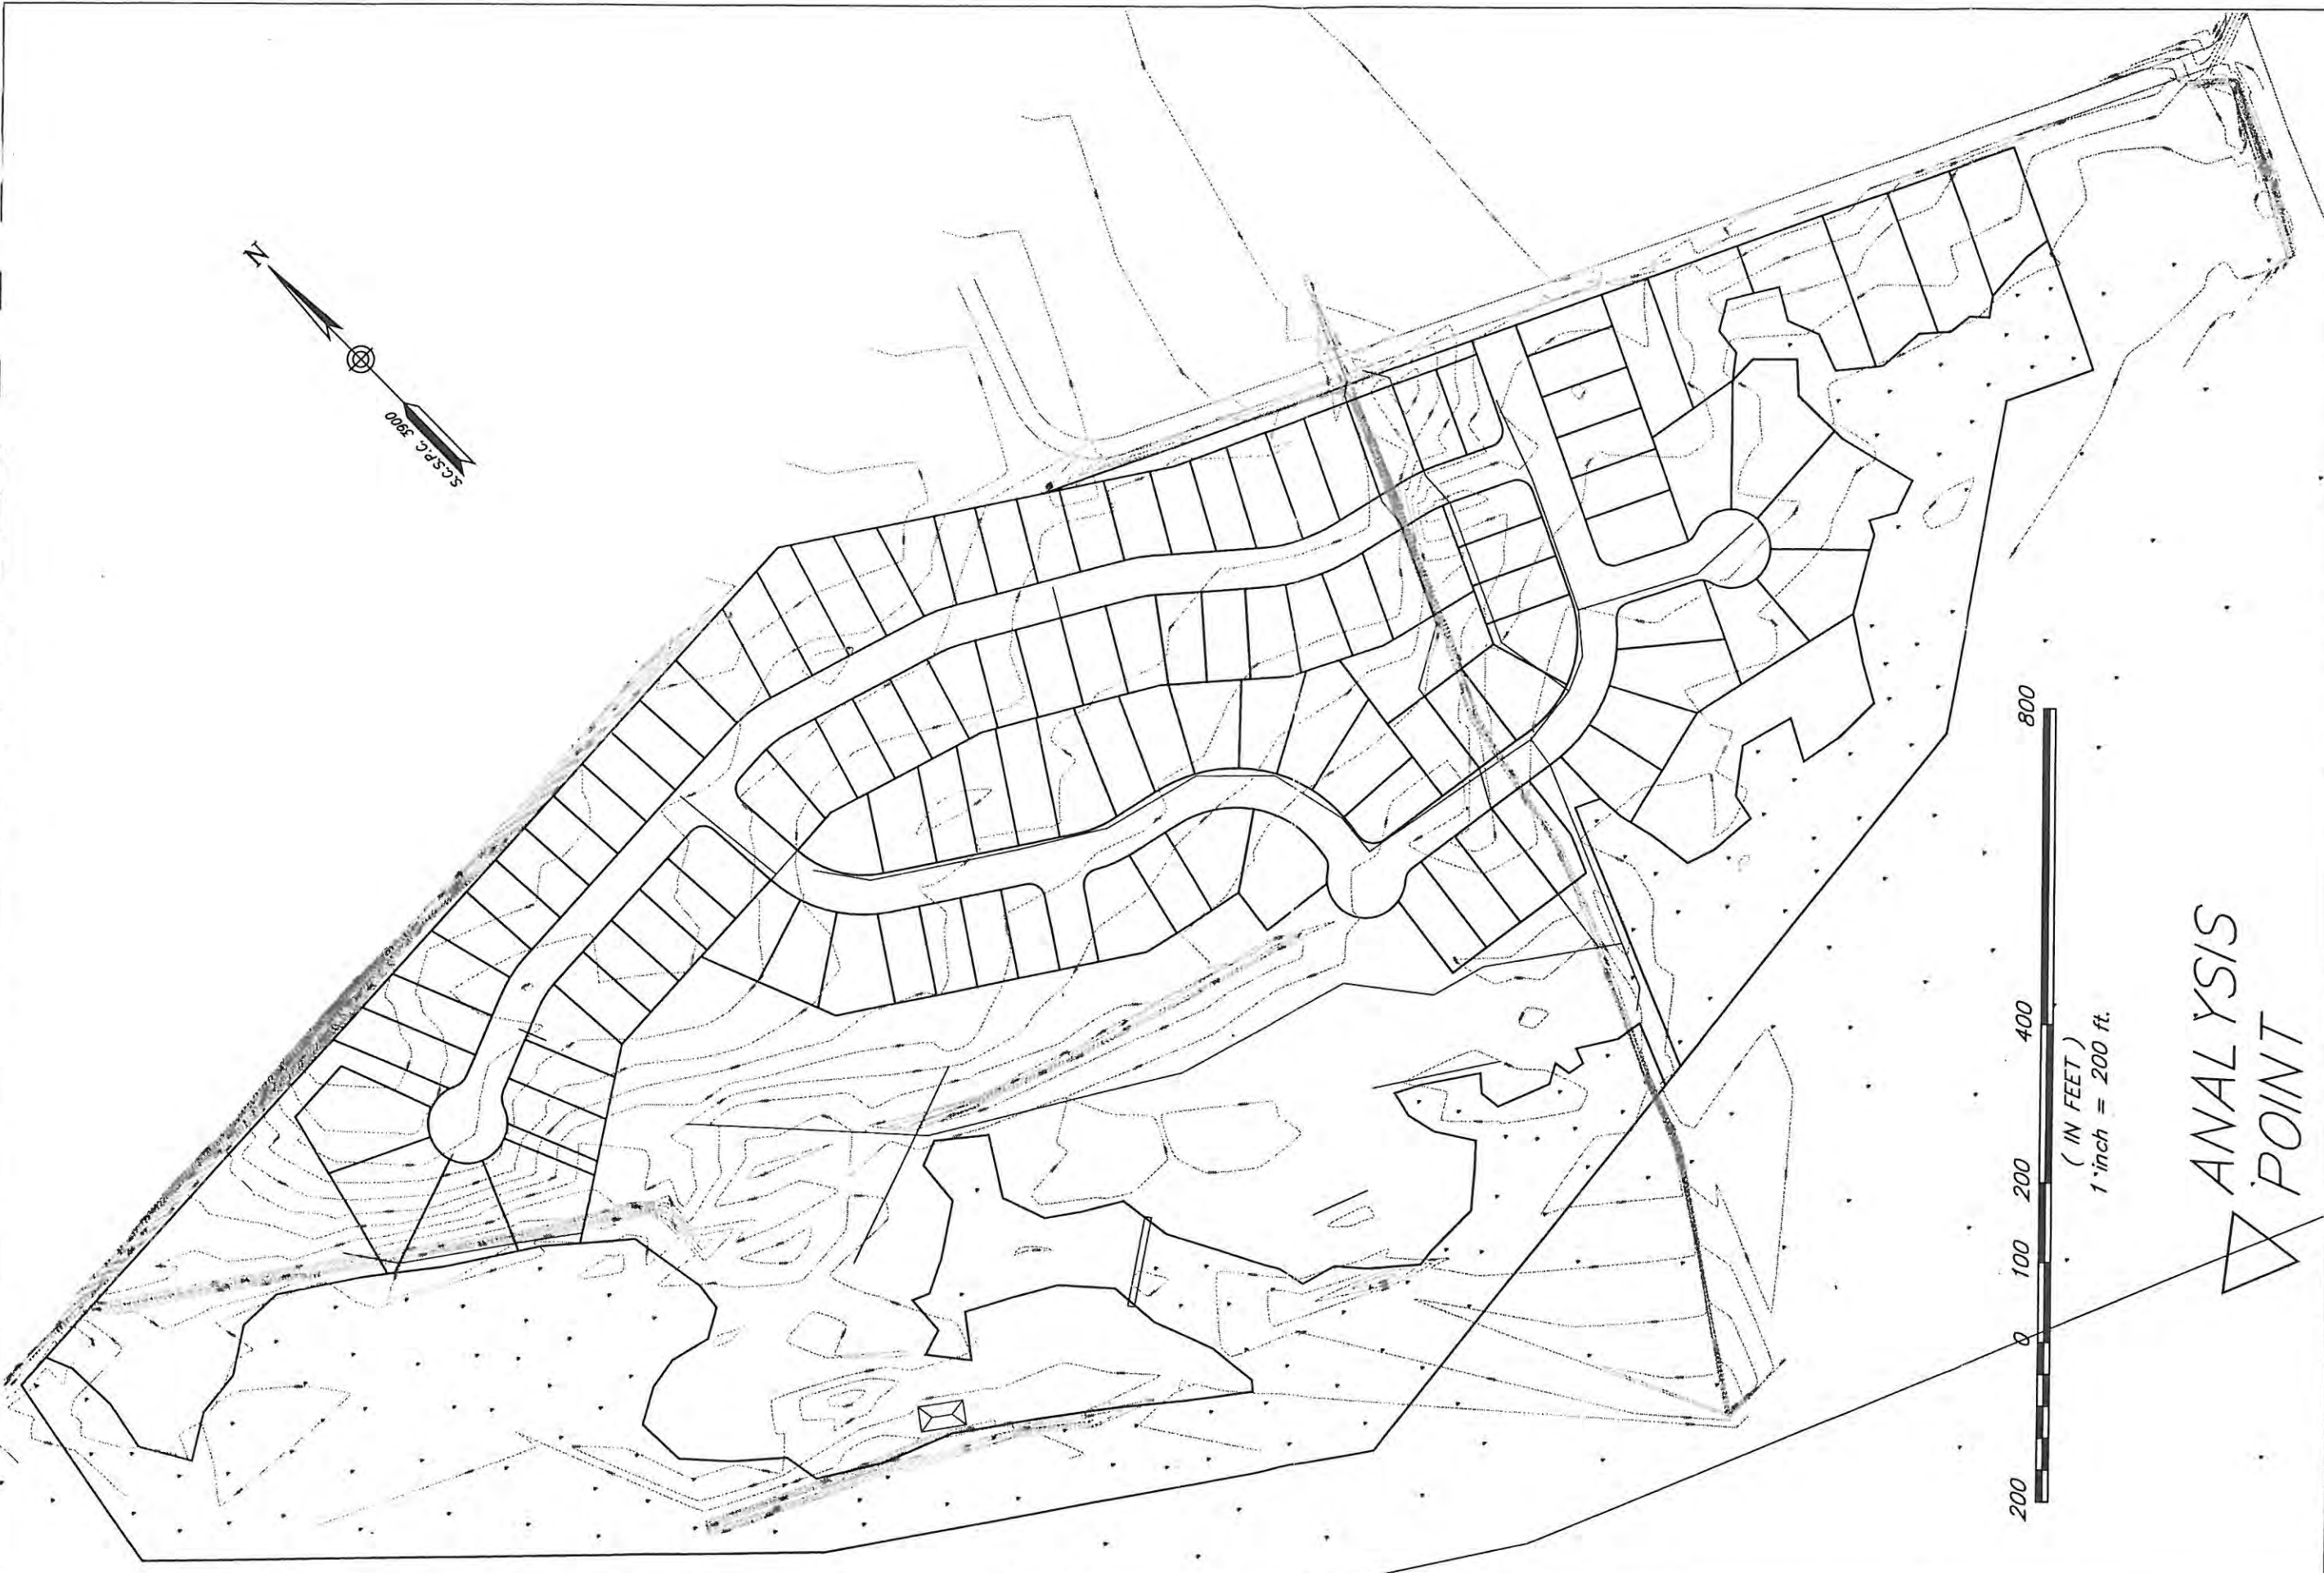 N
S.C.S.P.C. 3900
200 0 100 200 400 800
( IN FEET )
1 inch = 200 ft.
ANALYSIS
POINT